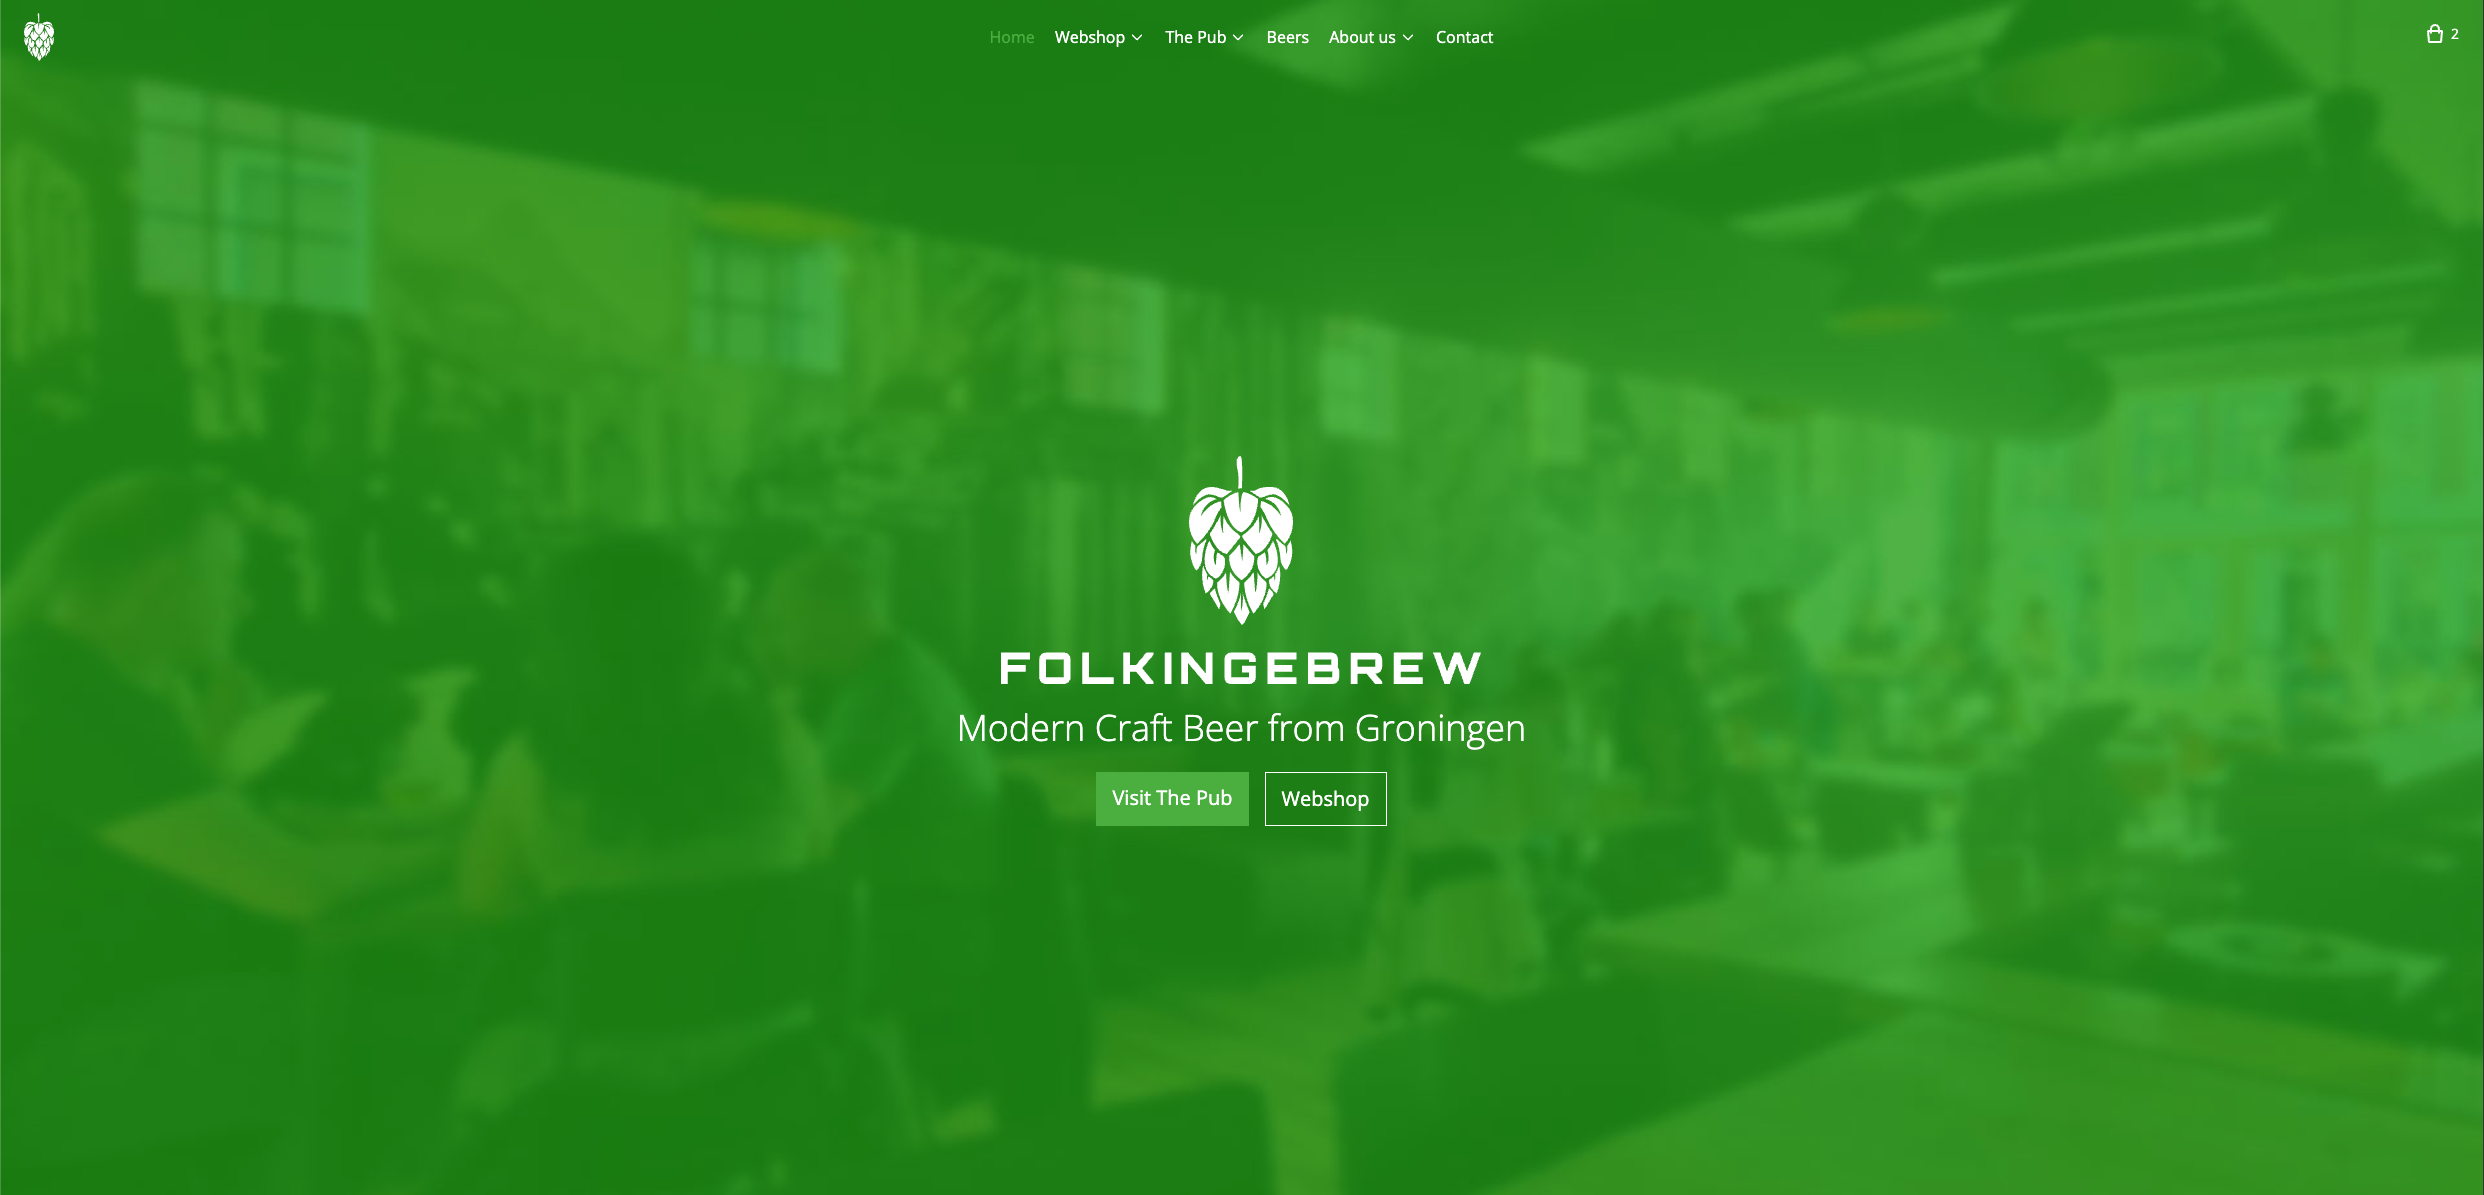 Home Webshop The Pub Beers About us Contact 2
FOLKINGEBREW
Modern Craft Beer from Groningen
Visit The Pub Webshop